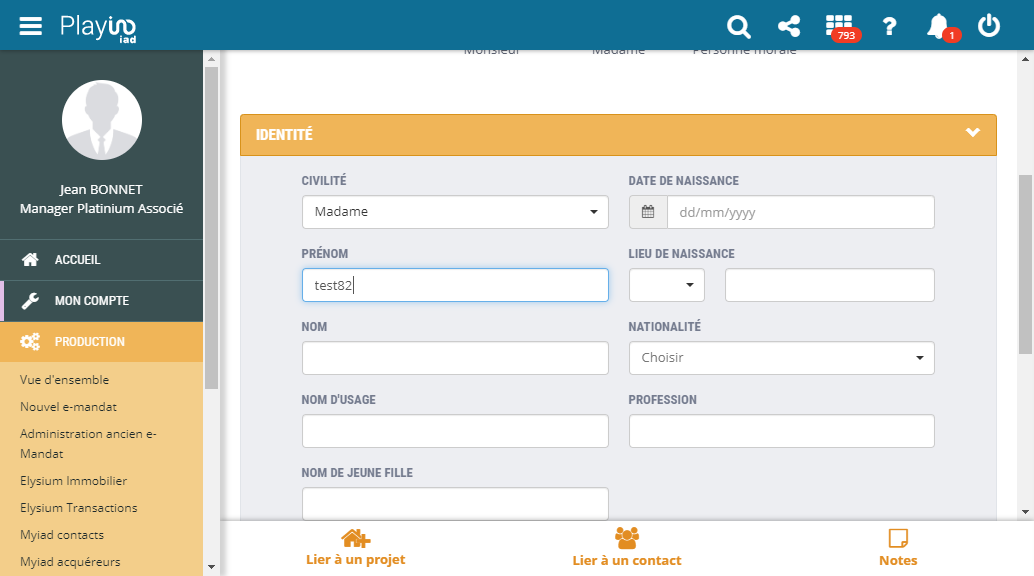 Playiad
iad
793
?
1
Monsieur Madame Personne morale
Jean BONNET
Manager Platinium Associé
ACCUEIL
MON COMPTE
PRODUCTION
Vue d'ensemble
Nouvel e-mandat
Administration ancien e-
Mandat
Elysium Immobilier
Elysium Transactions
Myiad contacts
Myiad acquéreurs
IDENTITÉ
CIVILITÉ
Madame
DATE DE NAISSANCE
dd/mm/yyyy
PRÉNOM
test82
LIEU DE NAISSANCE
NOM
NATIONALITÉ
Choisir
NOM D'USAGE
PROFESSION
NOM DE JEUNE FILLE
Lier à un projet
Lier à un contact
Notes